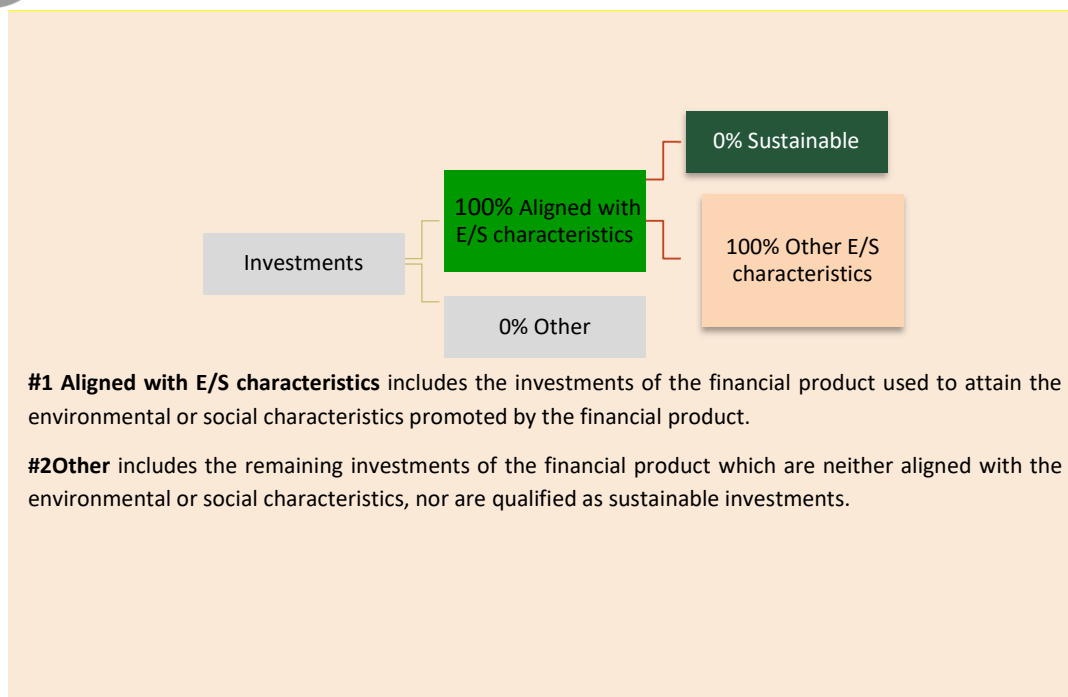 0% Sustainable
100% Aligned with
E/S characteristics
100% Other E/S
characteristics
Investments
0% Other
#1 Aligned with E/S characteristics includes the investments of the financial product used to attain the
environmental or social characteristics promoted by the financial product.
#2Other includes the remaining investments of the financial product which are neither aligned with the
environmental or social characteristics, nor are qualified as sustainable investments.